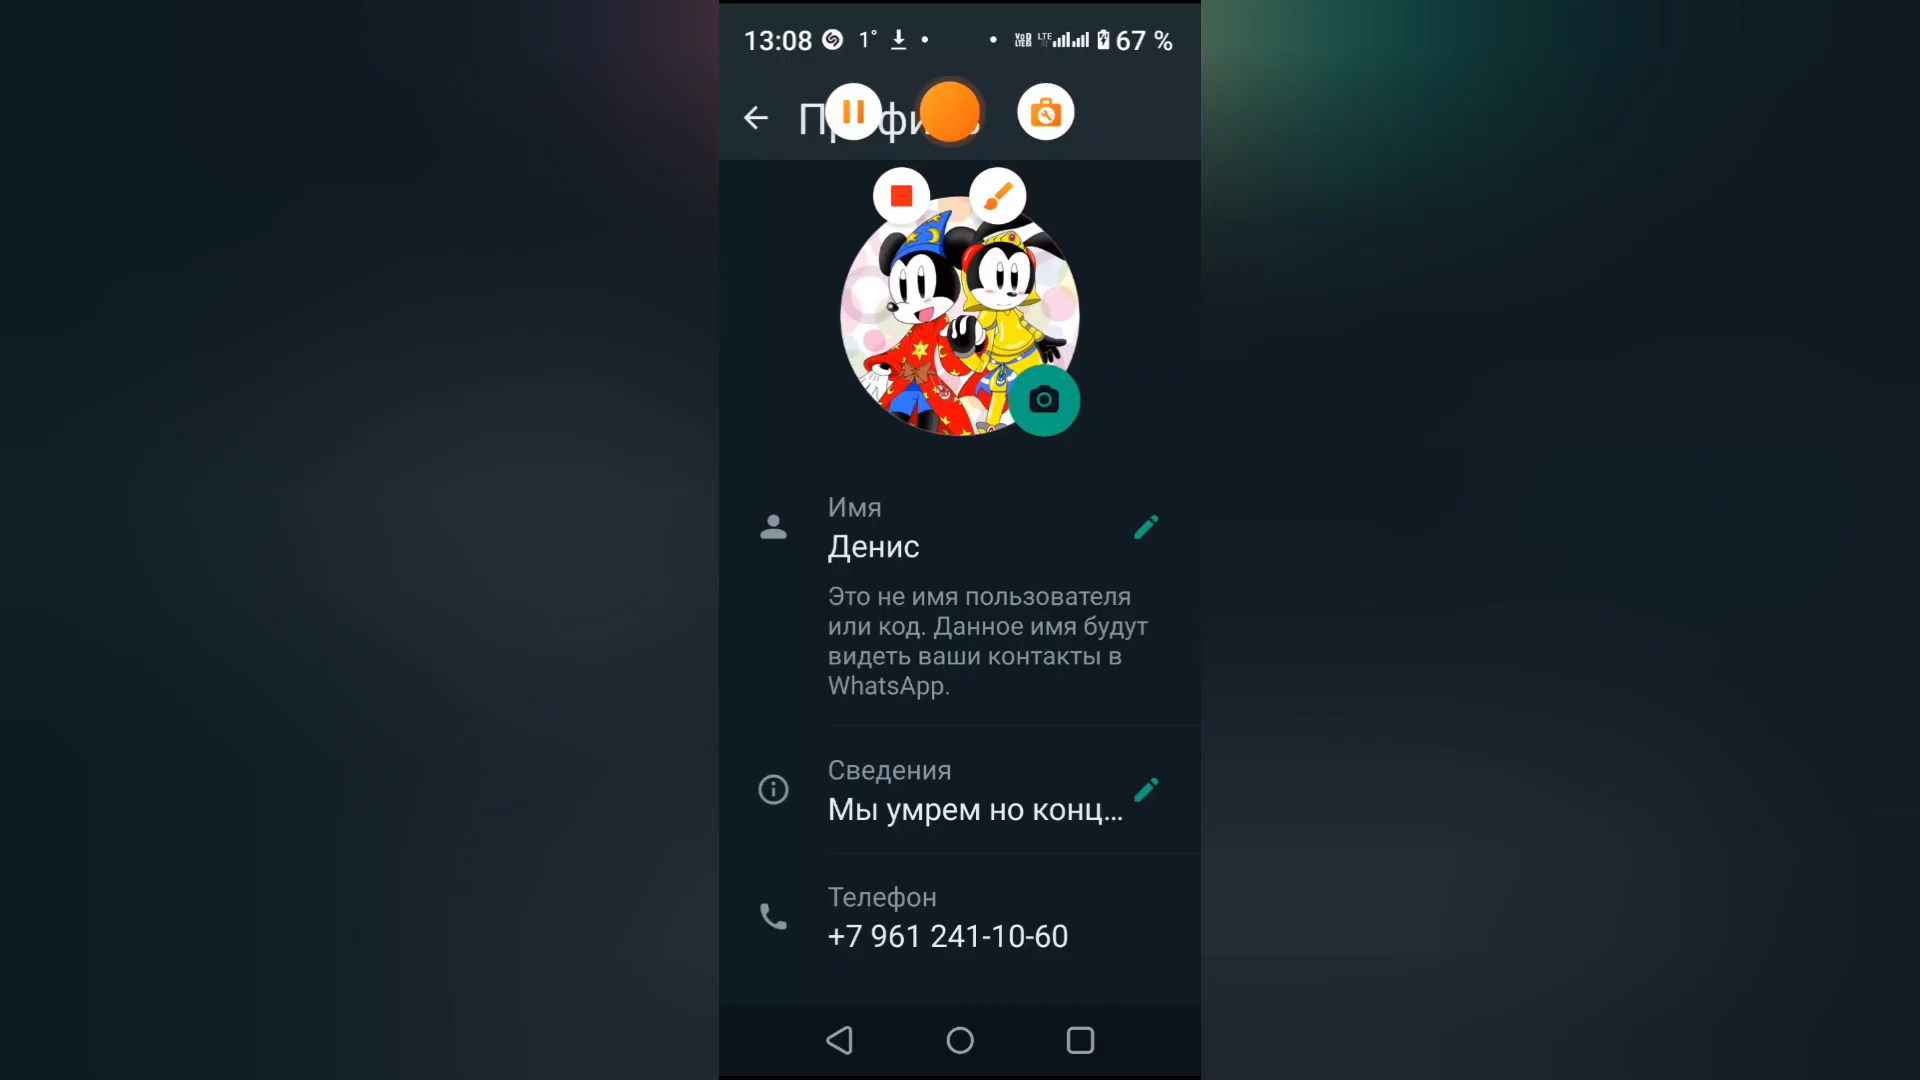 13:08 1° 67 %
Профиль
Имя
Денис
Это не имя пользователя
или код. Данное имя будут
видеть ваши контакты в
WhatsApp.
Сведения
Мы умрем но конц...
Телефон
+7 961 241-10-60